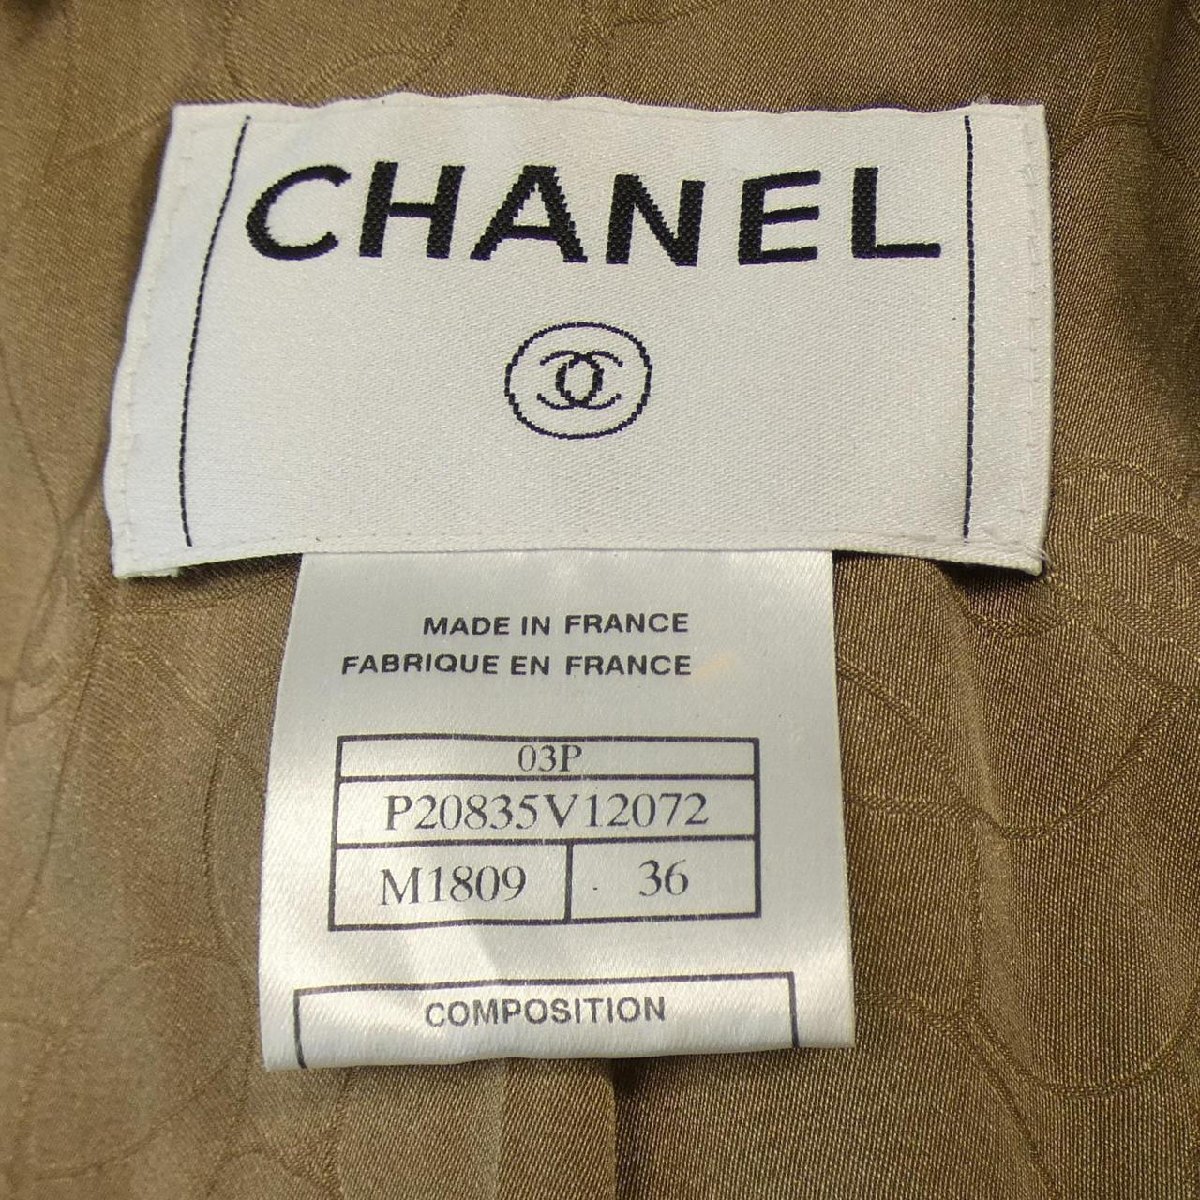 CHANEL
MADE IN FRANCE
FABRIQUE EN FRANCE
03P
P20835V12072
M1809 36
COMPOSITION